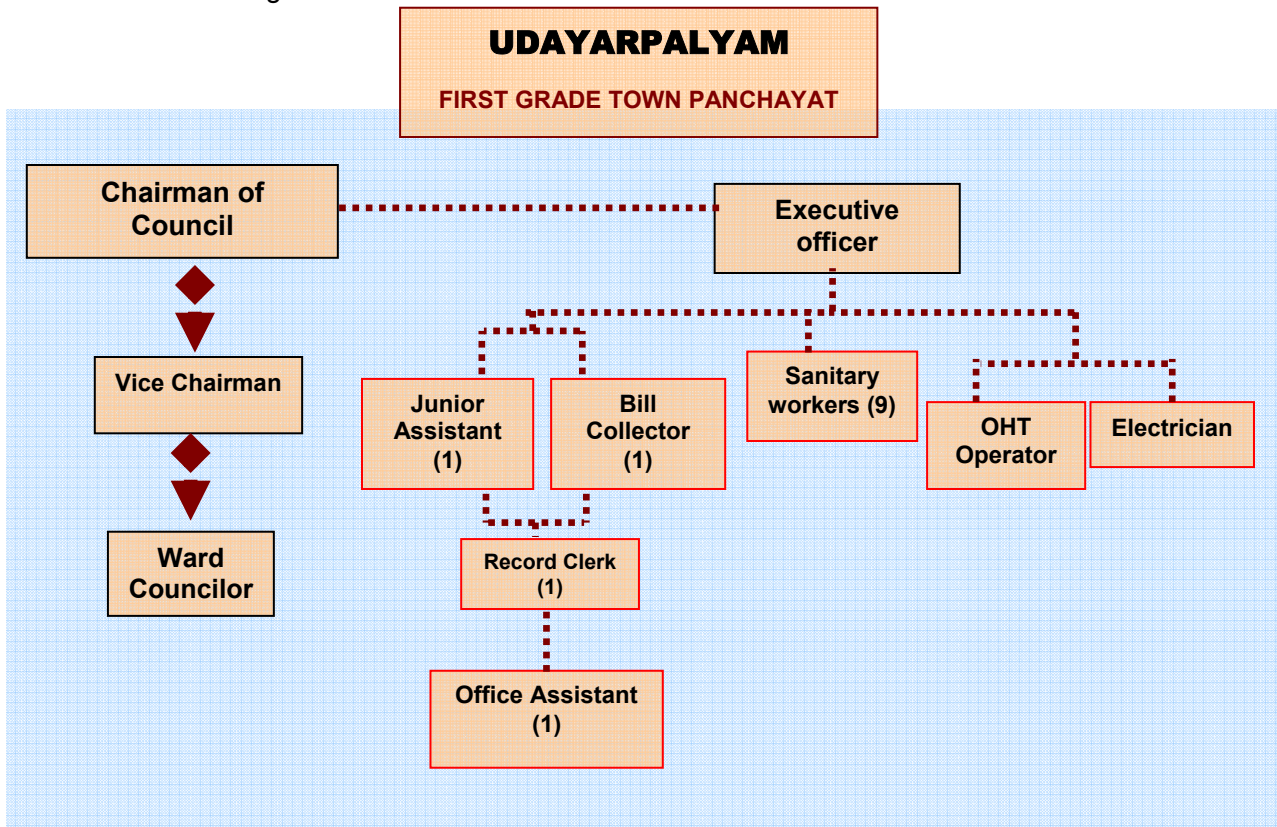 UDAYARPALYAM
FIRST GRADE TOWN PANCHAYAT
Chairman of
Council
Executive
officer
Vice Chairman
Junior
Assistant
(1)
Bill
Collector
(1)
Sanitary
workers (9)
OHT
Operator
Electrician
Ward
Councilor
Record Clerk
(1)
Office Assistant
(1)